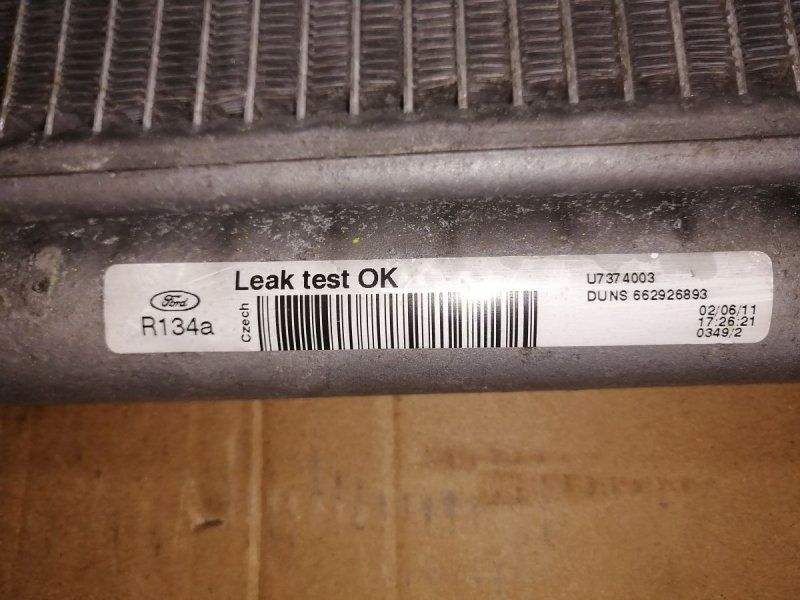 Ford
R134a
Czech
Leak test OK
U7374003
DUNS 662926893
02/06/11
17:26:21
0349/2